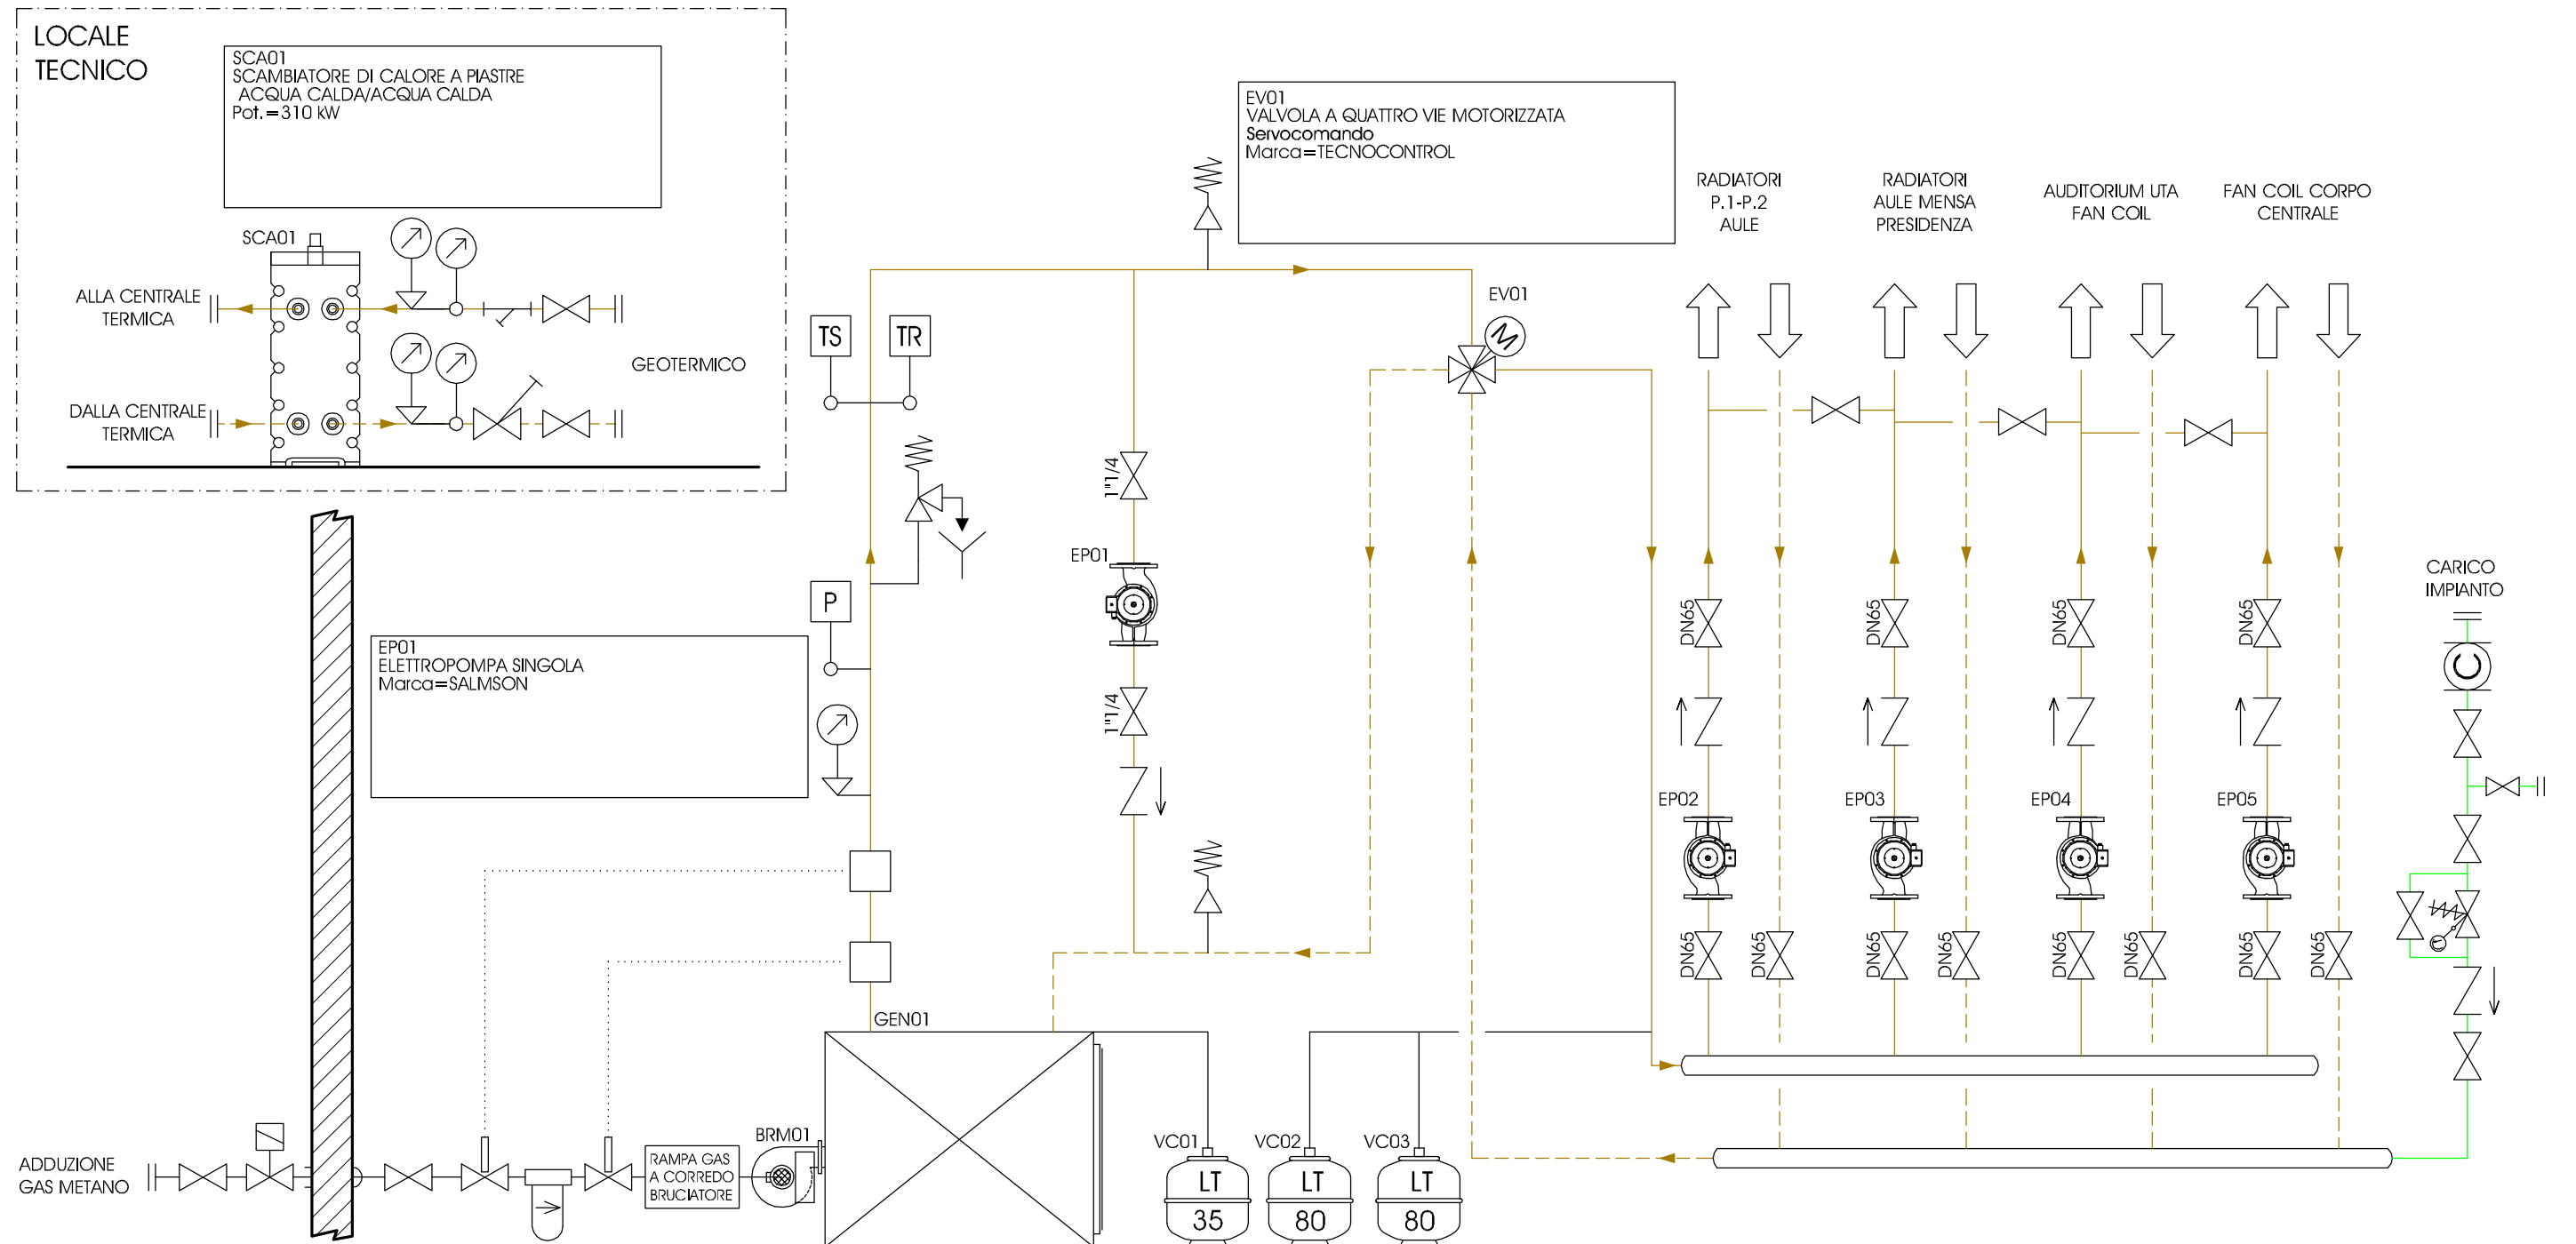 LOCALE
TECNICO
SCA01
SCAMBIATORE DI CALORE A PIASTRE
ACQUA CALDA/ACQUA CALDA
Pot.=310 kW
SCA01
ALLA CENTRALE
TERMICA
DALLA CENTRALE
TERMICA
GEOTERMICO
EV01
VALVOLA A QUATTRO VIE MOTORIZZATA
Servocomando
Marca=TECNOCONTROL
RADIATORI
P.1-P.2
AULE
RADIATORI
AULE MENSA
PRESIDENZA
AUDITORIUM UTA
FAN COIL
FAN COIL CORPO
CENTRALE
EV01
M
TS
TR
1"1/4
EP01
P
1"1/4
EP01
ELETTROPOMPA SINGOLA
Marca=SALMSON
CARICO
IMPIANTO
DN65
DN65
DN65
DN65
C
EP02
EP03
EP04
EP05
DN65
DN65
DN65
DN65
DN65
DN65
DN65
DN65
GEN01
BRM01
VC01
LT
35
VC02
LT
80
VC03
LT
80
ADDUZIONE
GAS METANO
RAMPA GAS
A CORREDO
BRUCIATORE